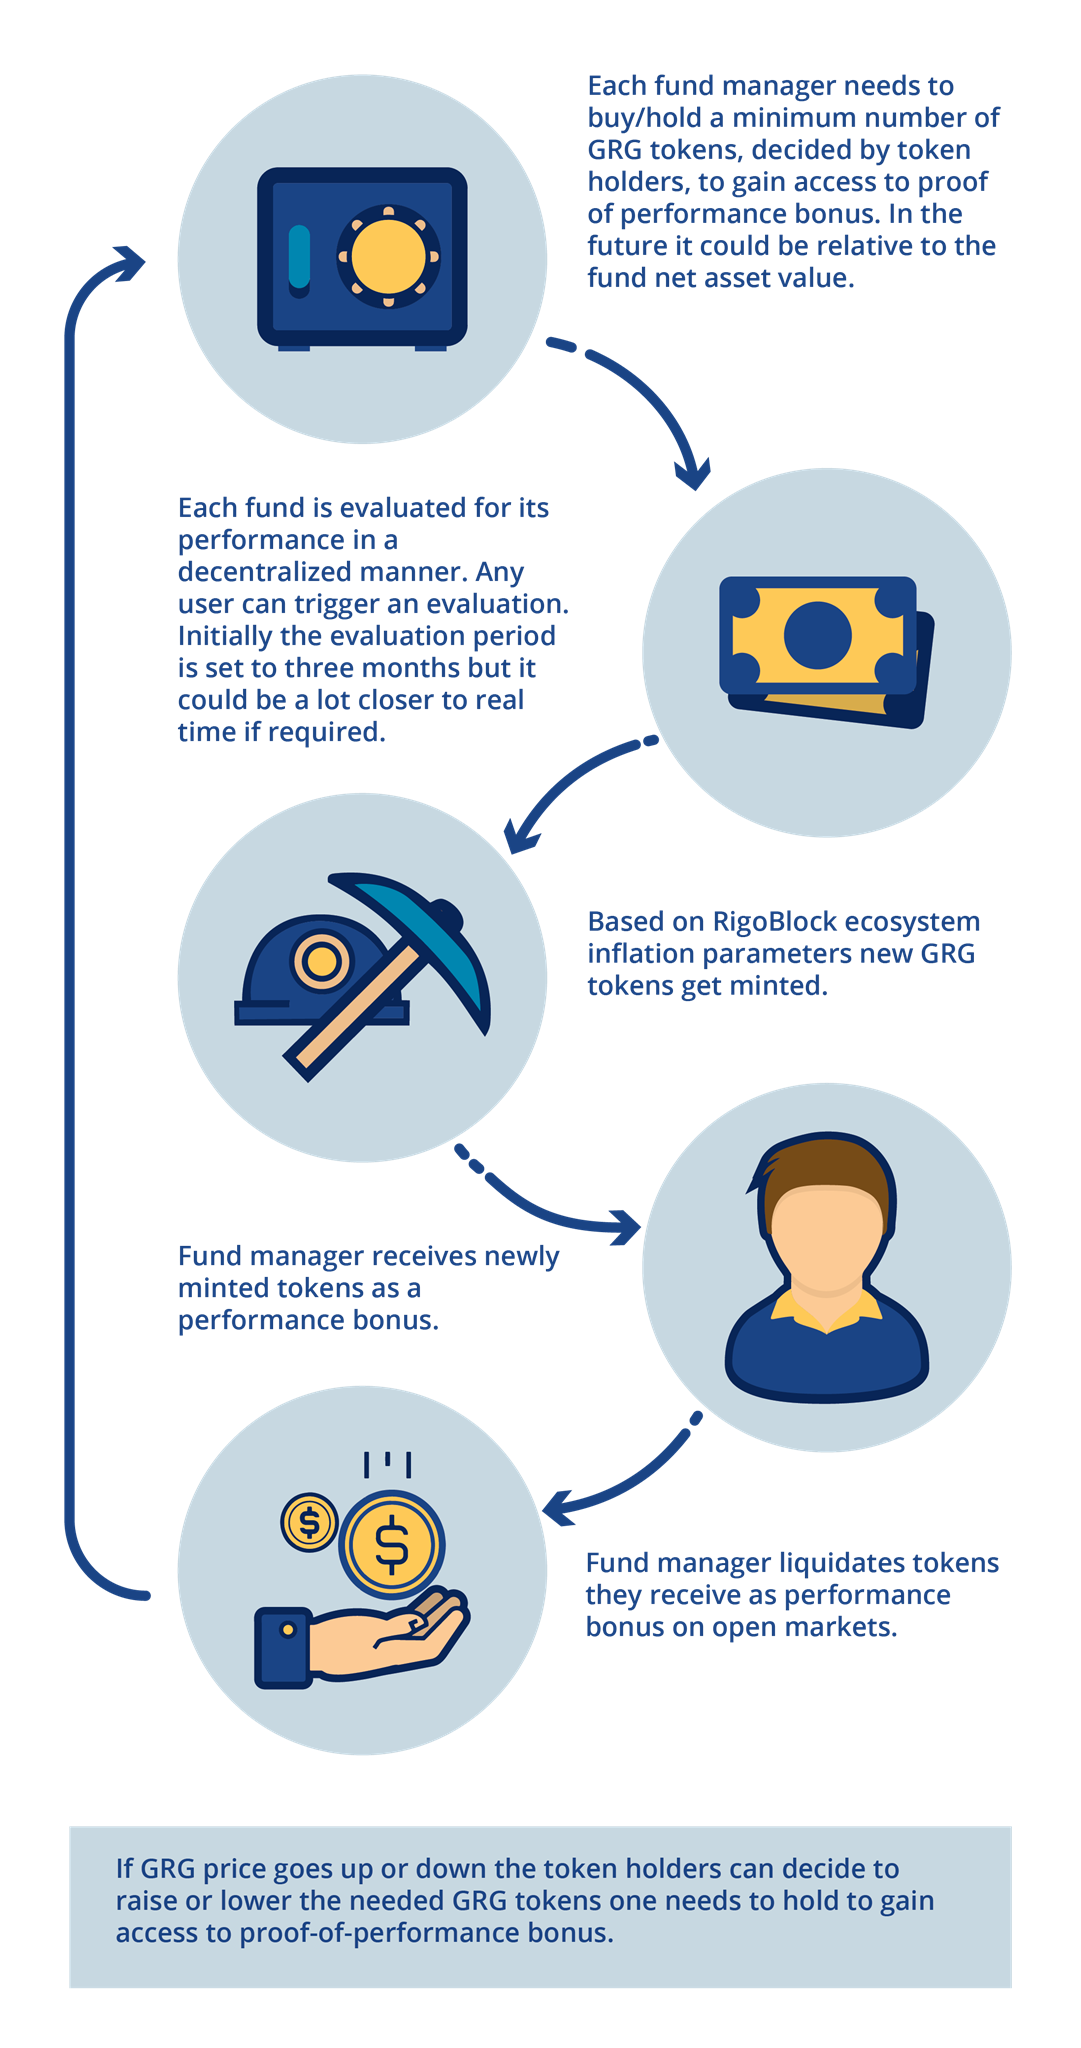 Each fund manager needs to
buy/hold a minimum number of
GRG tokens, decided by token
holders, to gain access to proof
of performance bonus. In the
future it could be relative to the
fund net asset value.
Each fund is evaluated for its
performance in a
decentralized manner. Any
user can trigger an evaluation.
Initially the evaluation period
is set to three months but it
could be a lot closer to real
time if required.
Based on RigoBlock ecosystem
inflation parameters new GRG
tokens get minted.
Fund manager receives newly
minted tokens as a
performance bonus.
$
$
Fund manager liquidates tokens
they receive as performance
bonus on open markets.
If GRG price goes up or down the token holders can decide to
raise or lower the needed GRG tokens one needs to hold to gain
access to proof-of-performance bonus.